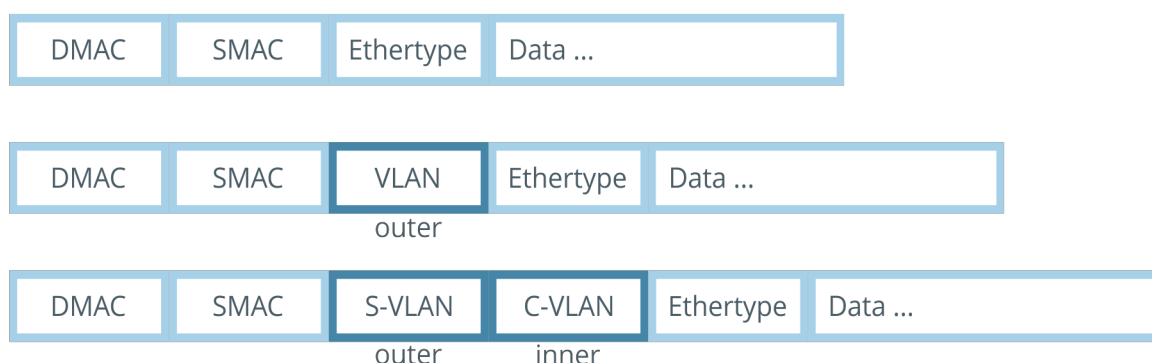 DMAC SMAC Ethertype Data ...
DMAC SMAC VLAN Ethertype Data ...
outer
DMAC SMAC S-VLAN C-VLAN Ethertype Data ...
outer inner